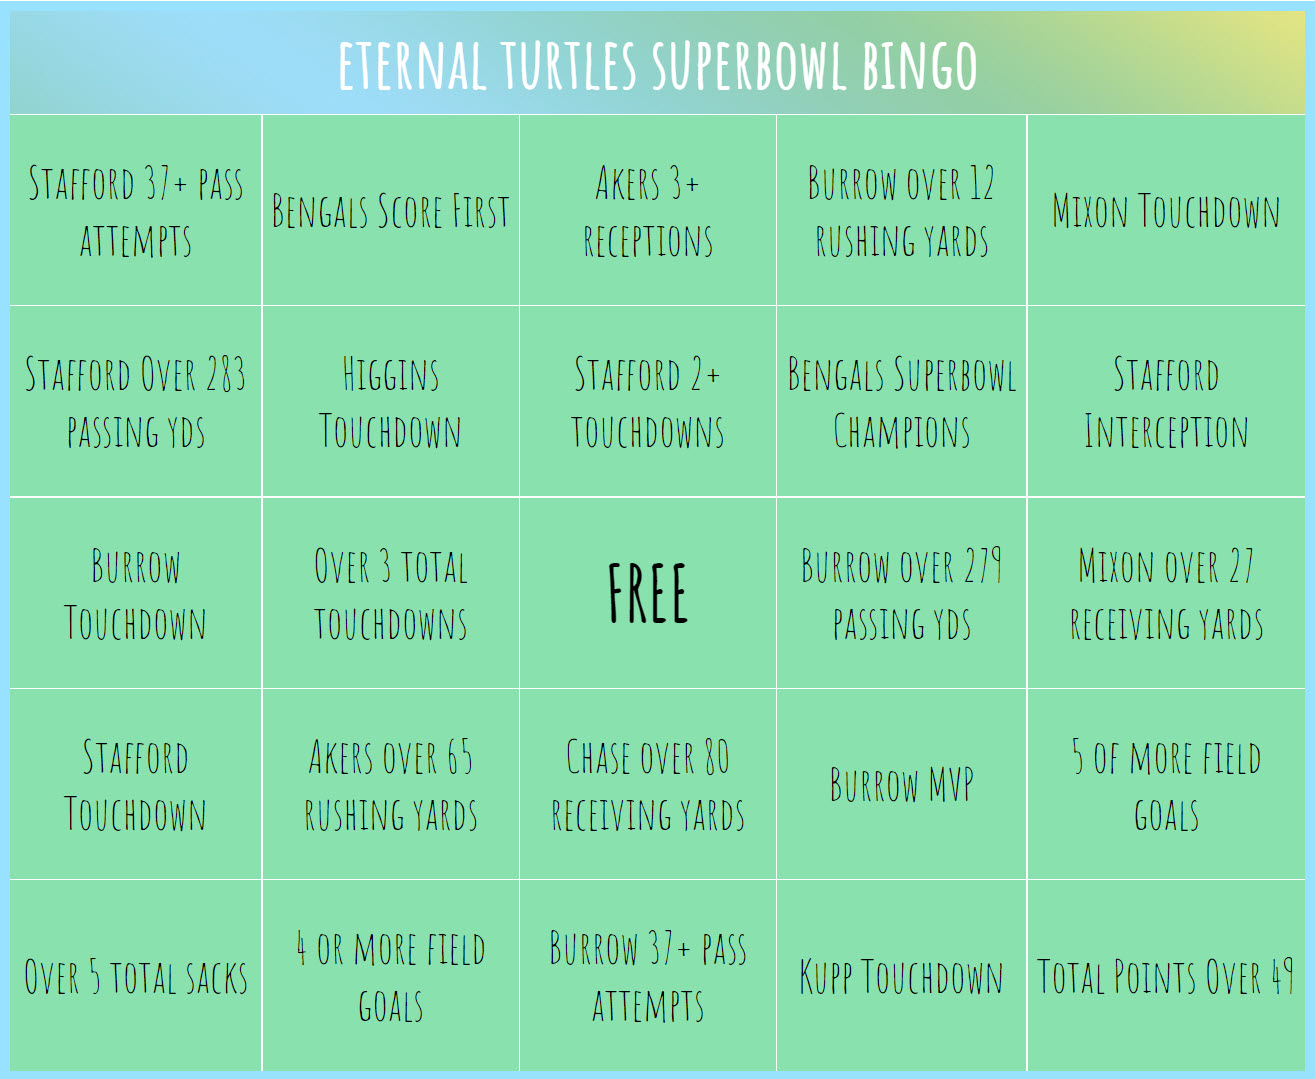 ETERNAL TURTLES SUPERBOWL BINGO
STAFFORD 37+ PASS
ATTEMPTS
BENGALS SCORE FIRST
AKERS 3+
RECEPTIONS
BURROW OVER 12
RUSHING YARDS
MIXON TOUCHDOWN
STAFFORD OVER 283
PASSING YDS
HIGGINS
TOUCHDOWN
STAFFORD 2+
TOUCHDOWNS
BENGALS SUPERBOWL
CHAMPIONS
STAFFORD
INTERCEPTION
BURROW
TOUCHDOWN
OVER 3 TOTAL
TOUCHDOWNS
FREE
BURROW OVER 279
PASSING YDS
MIXON OVER 27
RECEIVING YARDS
STAFFORD
TOUCHDOWN
AKERS OVER 65
RUSHING YARDS
CHASE OVER 80
RECEIVING YARDS
BURROW MVP
5 OF MORE FIELD
GOALS
OVER 5 TOTAL SACKS
4 OR MORE FIELD
GOALS
BURROW 37+ PASS
ATTEMPTS
KUPP TOUCHDOWN
TOTAL POINTS OVER 49